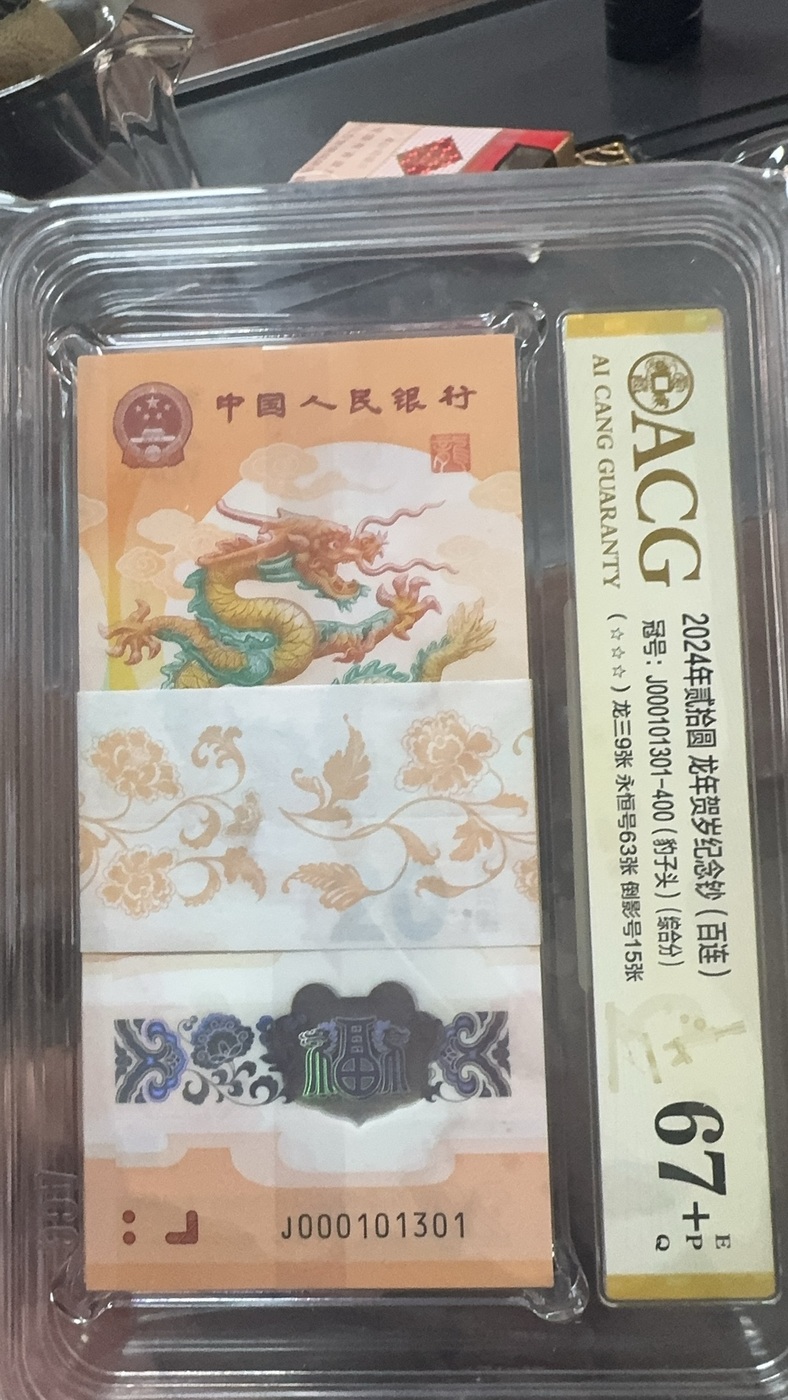 中国人民银行
龍
福
J000101301
ACG
AI CANG GUARANTY
2024年贰拾圆 龙年贺岁纪念钞（百连）
冠号：J000101301-400（豹子头）（综合分）
（☆☆☆）龙三9张 永恒号63张 倒影号15张
67+
E
P
Q